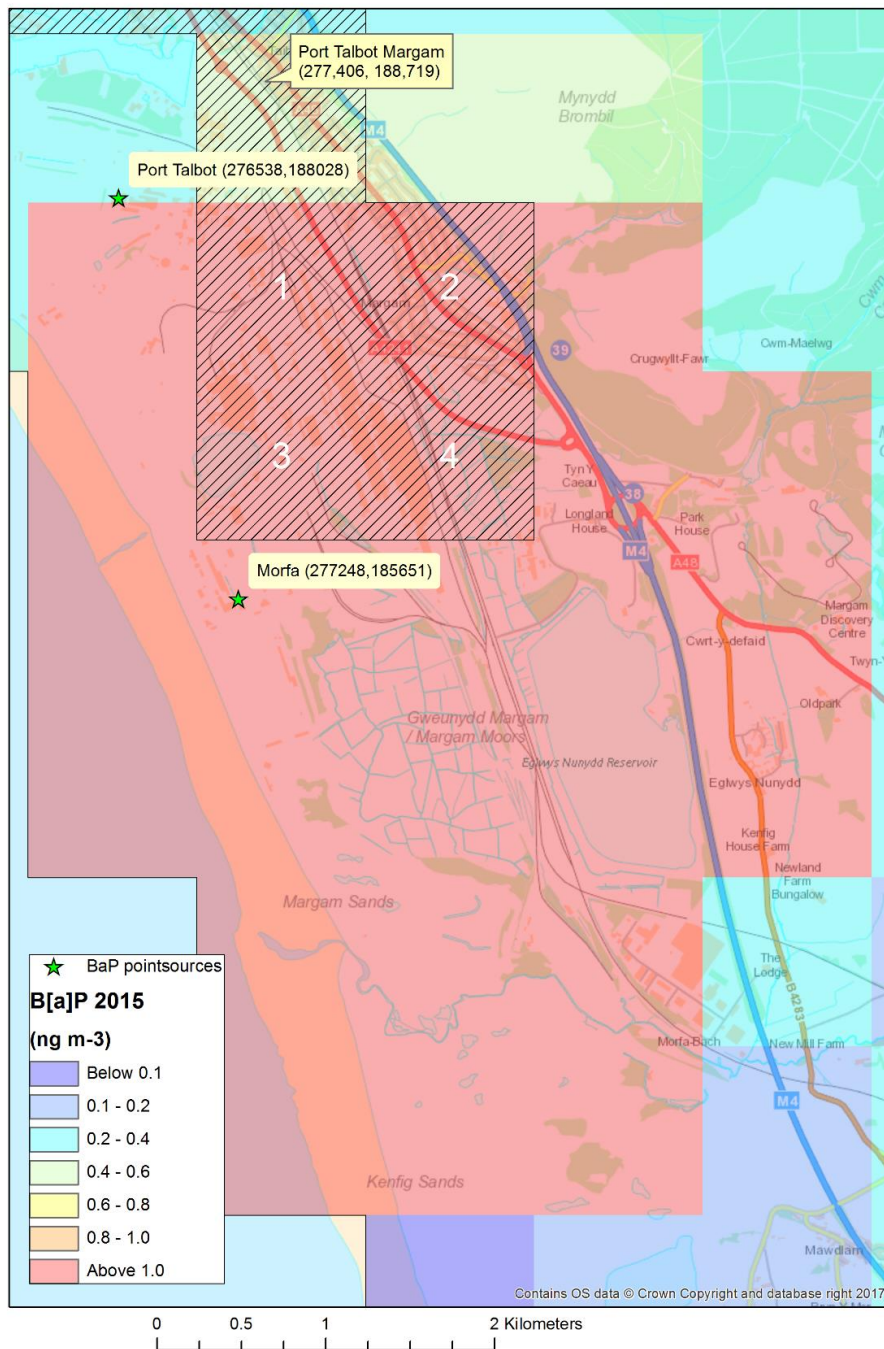 Port Talbot Margam
(277,406, 188,719)
Mynydd
Brombil
M4
Port Talbot (276538,188028)
1
2
Margam
39
Cwm-Maelwg
Crugwyllt-Fawr
3
4
Tyn Y
Caeau
38
Longland
House
Park
House
M4
A48
Morfa (277248,185651)
Margam
Discovery
Centre
Cwrt-y-defaid
Twyn-Y
Oldpark
Gweunydd Margam
/ Margam Moors
Eglwys Nunydd Reservoir
Eglwys Nunydd
Kenfig
House Farm
Newland
Farm
Bungalow
Margam Sands
The
Lodge
B4283
Morfa-Bach
New Mill Farm
M4
Kenfig Sands
Mawdlam
BaP pointsources
B[a]P 2015
(ng m-3)
Below 0.1
0.1 - 0.2
0.2 - 0.4
0.4 - 0.6
0.6 - 0.8
0.8 - 1.0
Above 1.0
Contains OS data © Crown Copyright and database right 2017
0 0.5 1 2 Kilometers